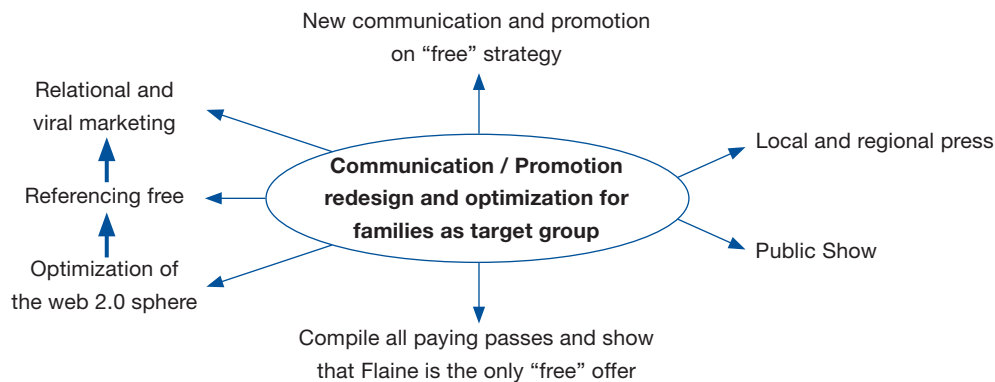 New communication and promotion
on “free” strategy
Relational and
viral marketing
Referencing free
Optimization of
the web 2.0 sphere
Communication / Promotion
redesign and optimization for
families as target group
Local and regional press
Public Show
Compile all paying passes and show
that Flaine is the only “free” offer